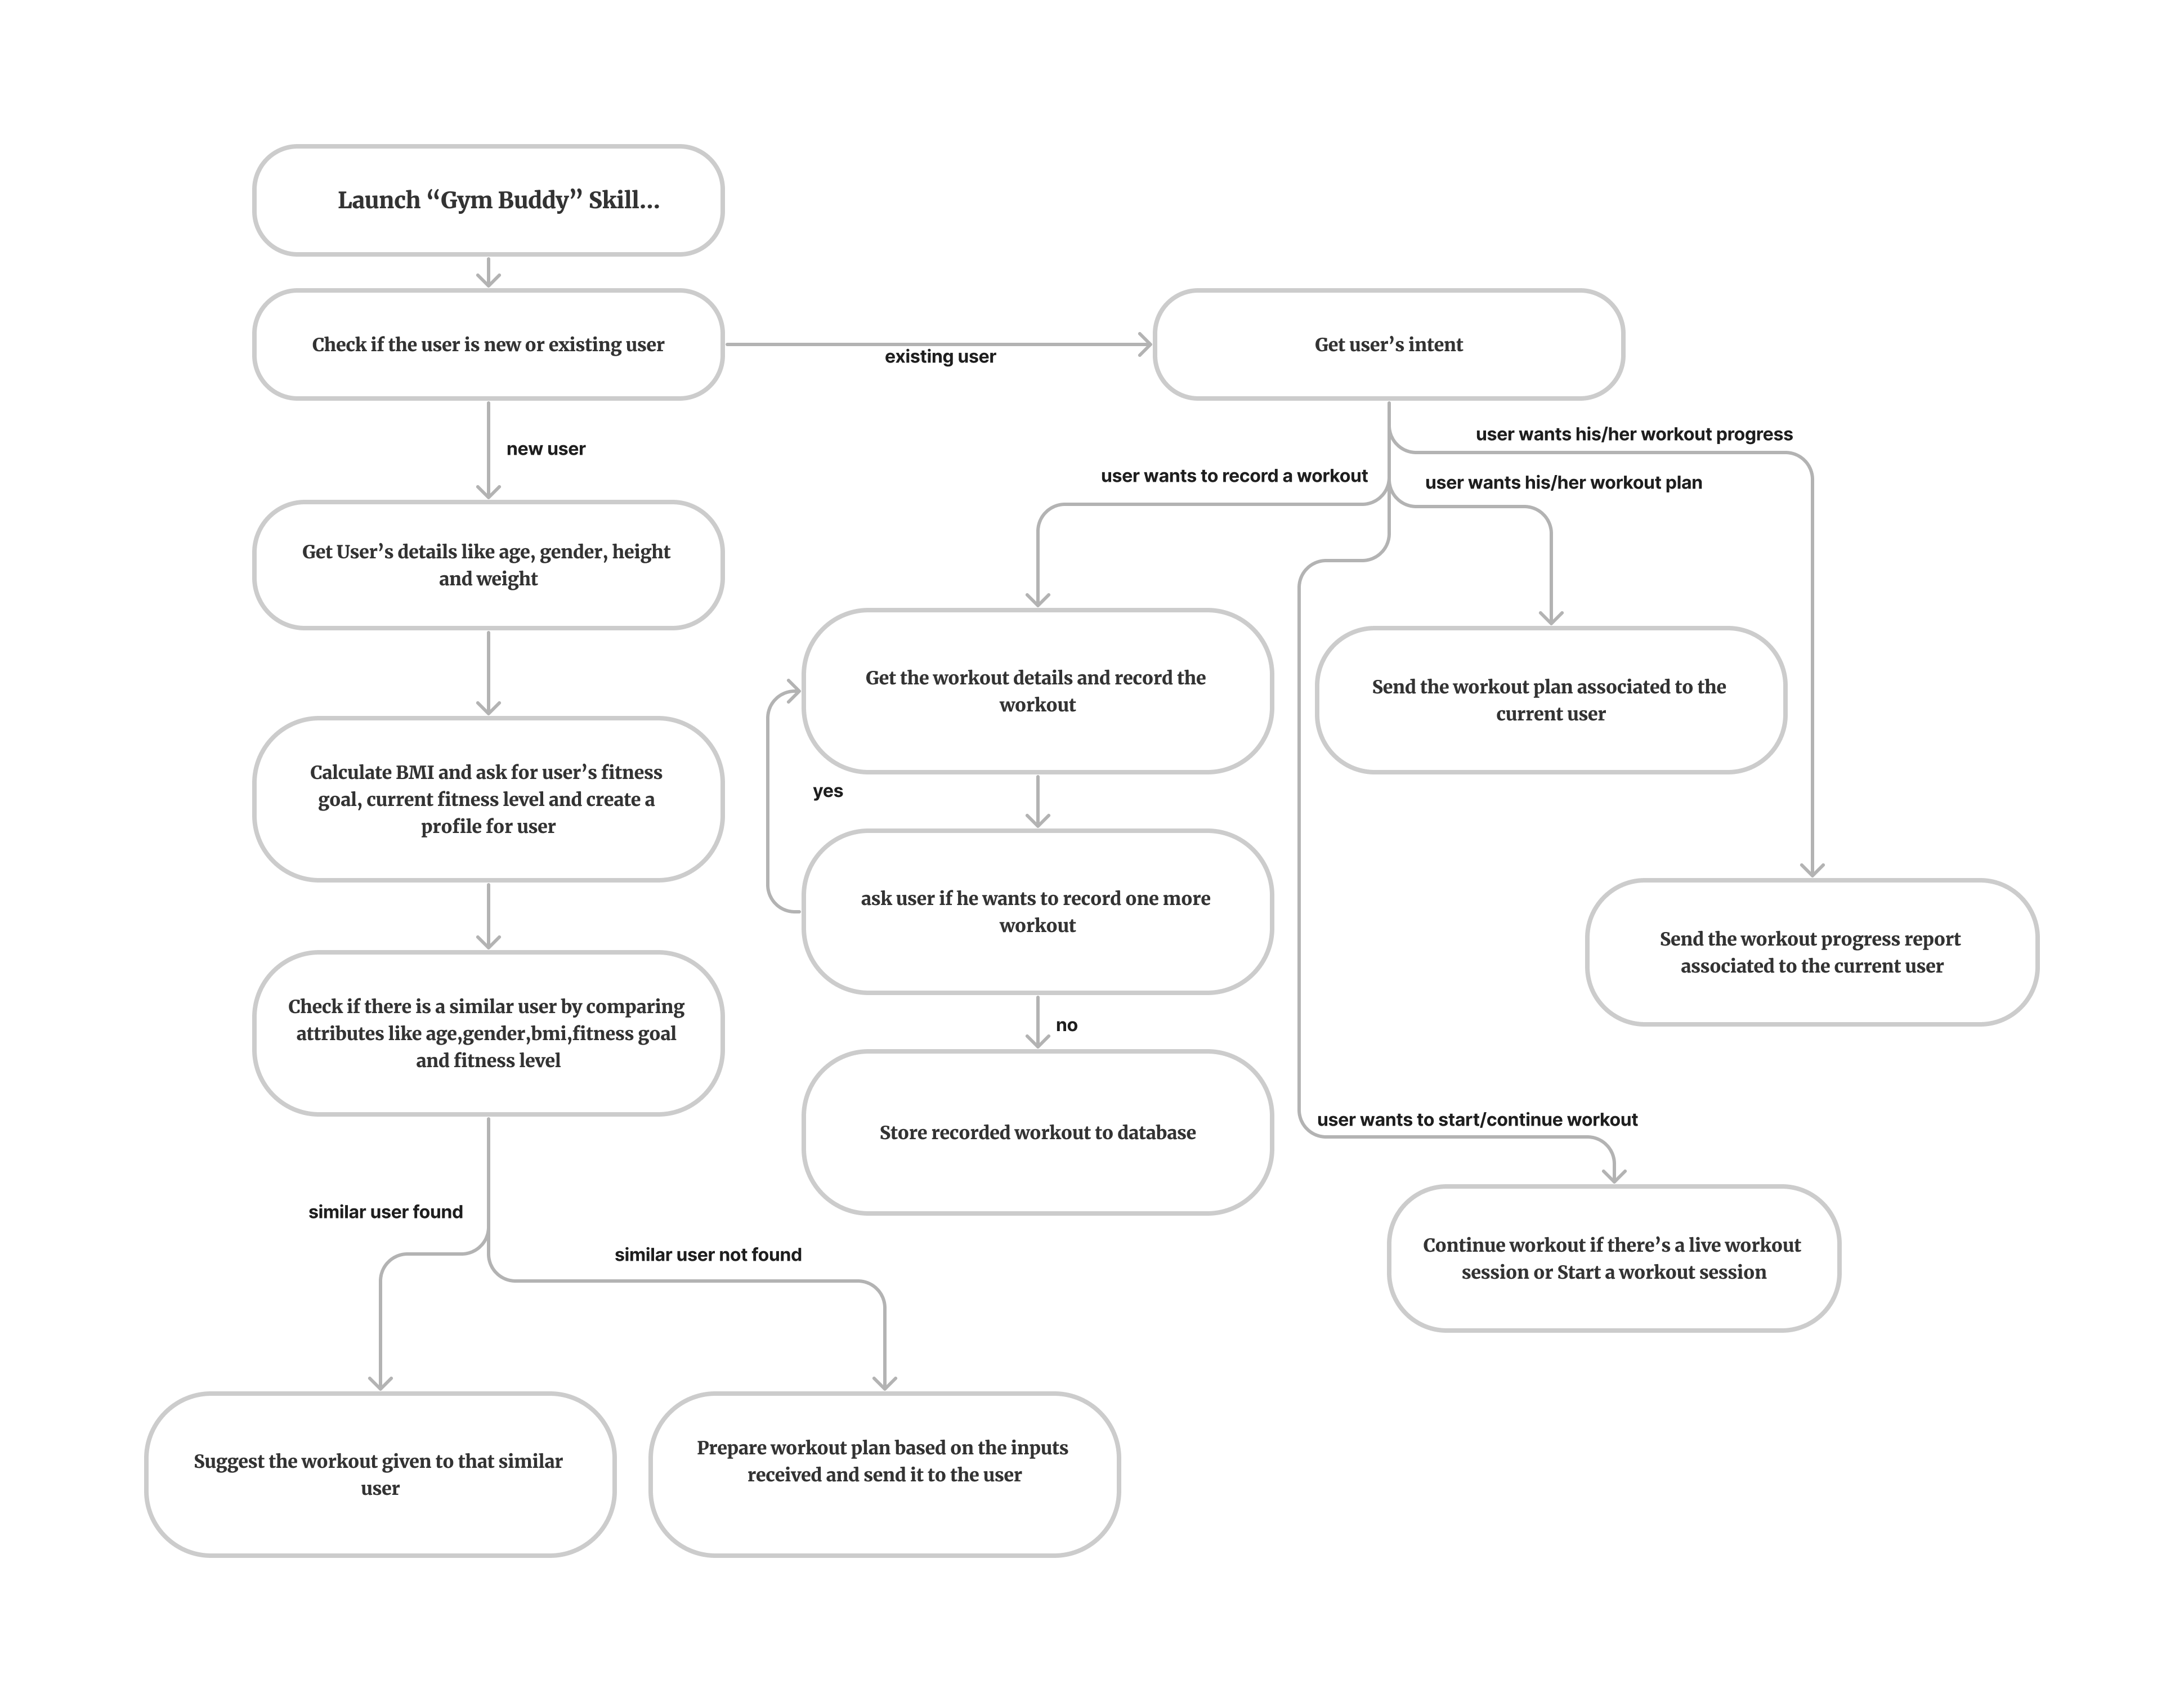 Launch “Gym Buddy” Skill...
Check if the user is new or existing user
existing user
Get user’s intent
new user
user wants his/her workout progress
user wants to record a workout
user wants his/her workout plan
Get User’s details like age, gender, height
and weight
Get the workout details and record the
workout
Send the workout plan associated to the
current user
Calculate BMI and ask for user’s fitness
goal, current fitness level and create a
profile for user
yes
ask user if he wants to record one more
workout
Send the workout progress report
associated to the current user
Check if there is a similar user by comparing
attributes like age,gender,bmi,fitness goal
and fitness level
no
Store recorded workout to database
user wants to start/continue workout
similar user found
similar user not found
Continue workout if there’s a live workout
session or Start a workout session
Suggest the workout given to that similar
user
Prepare workout plan based on the inputs
received and send it to the user